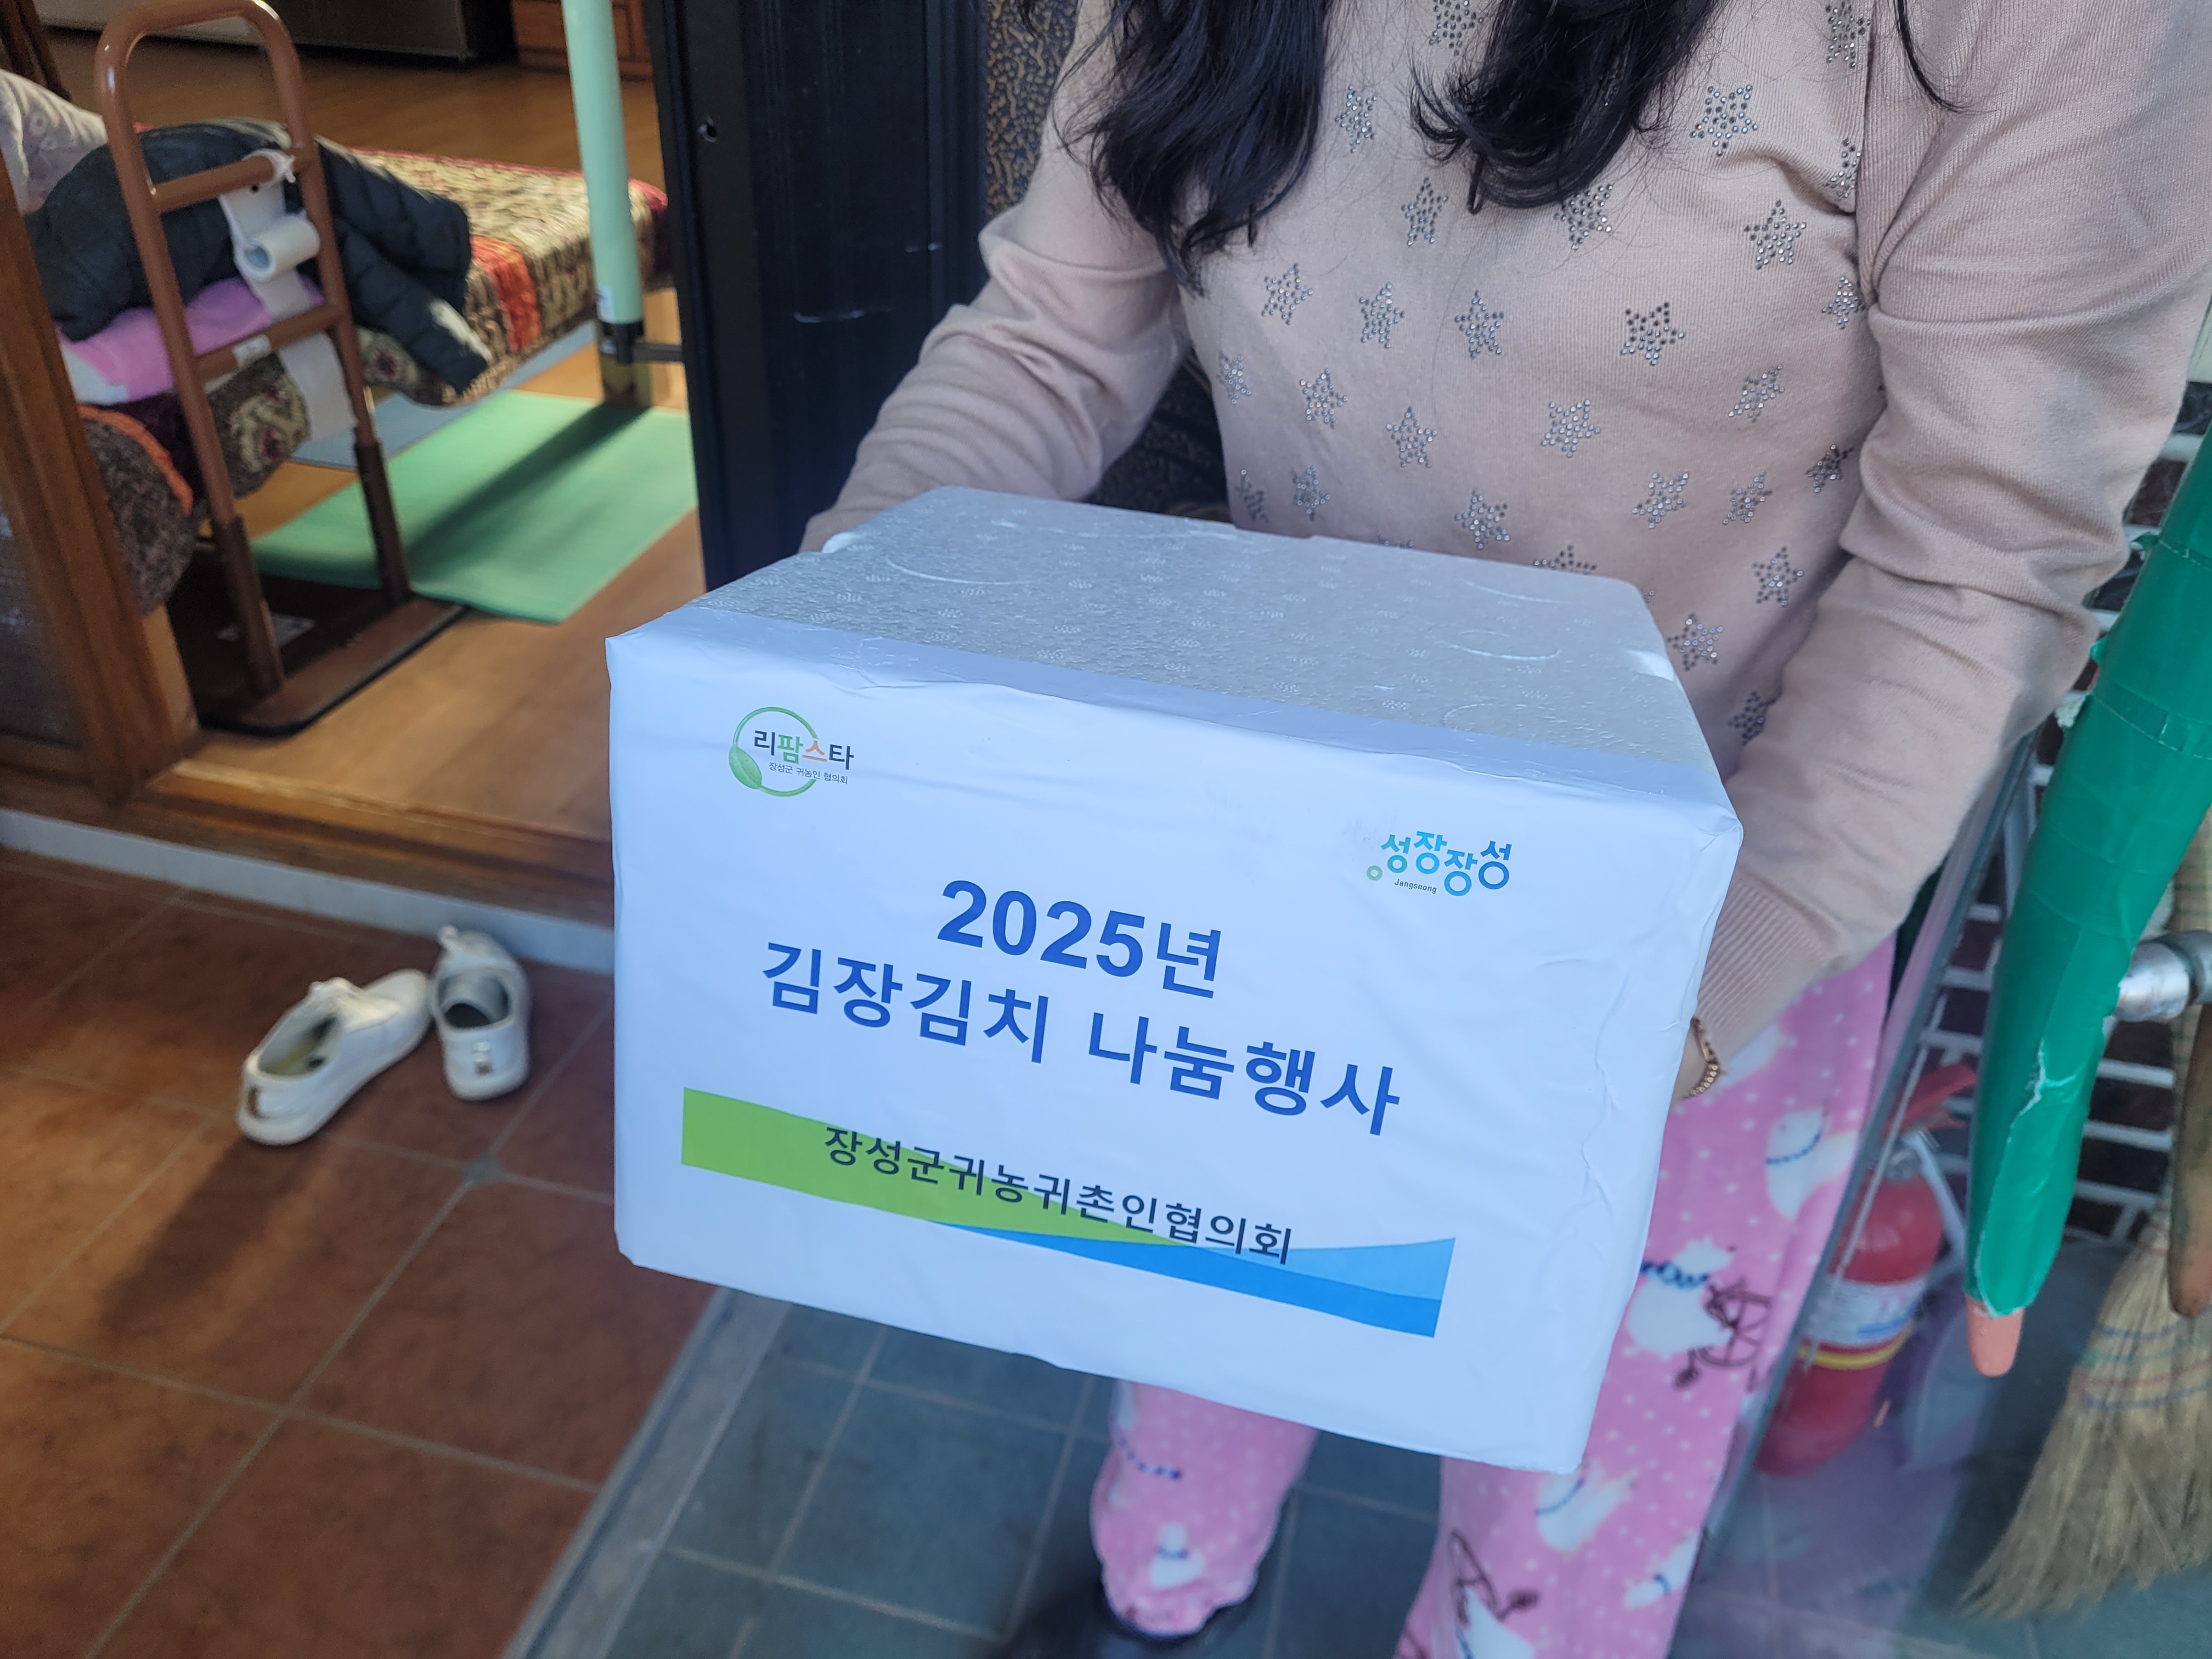 리팜스타
장성군 귀농인 협의회
성장장성
Jangseong
2025년
김장김치 나눔행사
장성군귀농귀촌인협의회